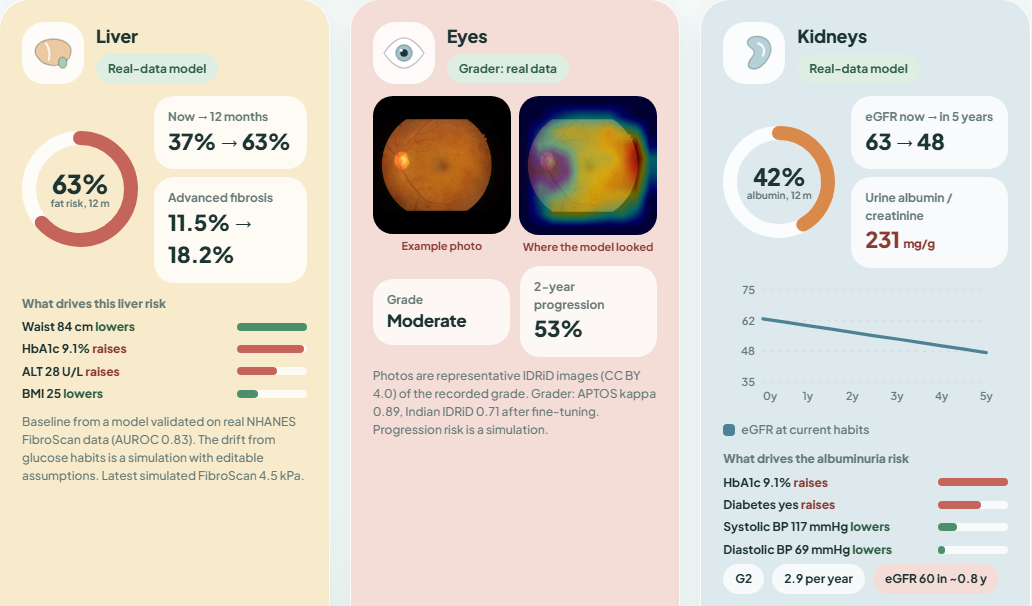 Liver
Real-data model
63%
fat risk, 12 m
Now → 12 months
37% → 63%
Advanced fibrosis
11.5% →
18.2%
What drives this liver risk
Waist 84 cm lowers
HbA1c 9.1% raises
ALT 28 U/L raises
BMI 25 lowers
Baseline from a model validated on real NHANES
FibroScan data (AUROC 0.83). The drift from
glucose habits is a simulation with editable
assumptions. Latest simulated FibroScan 4.5 kPa.
Eyes
Grader: real data
Example photo
Where the model looked
Grade
Moderate
2-year
progression
53%
Photos are representative IDRiD images (CC BY
4.0) of the recorded grade. Grader: APTOS kappa
0.89, Indian IDRiD 0.71 after fine-tuning.
Progression risk is a simulation.
Kidneys
Real-data model
42%
albumin, 12 m
eGFR now → in 5 years
63 → 48
Urine albumin /
creatinine
231 mg/g
75
62
48
35
0y 1y 2y 3y 4y 5y
eGFR at current habits
What drives the albuminuria risk
HbA1c 9.1% raises
Diabetes yes raises
Systolic BP 117 mmHg lowers
Diastolic BP 69 mmHg lowers
G2
2.9 per year
eGFR 60 in ~0.8 y